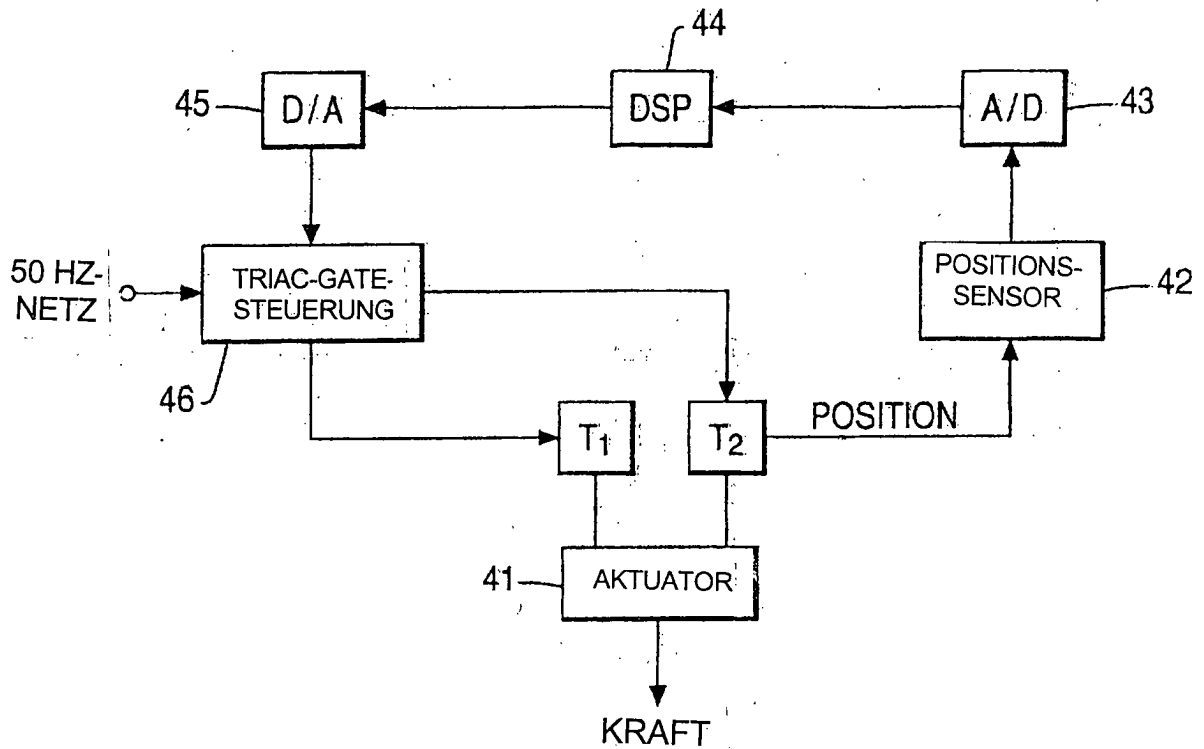 44
45
D/A
DSP
A/D
43
50 HZ-
NETZ
TRIAC-GATE-
STEUERUNG
POSITIONS-
SENSOR
42
46
T1
T2
POSITION
41
AKTUATOR
KRAFT